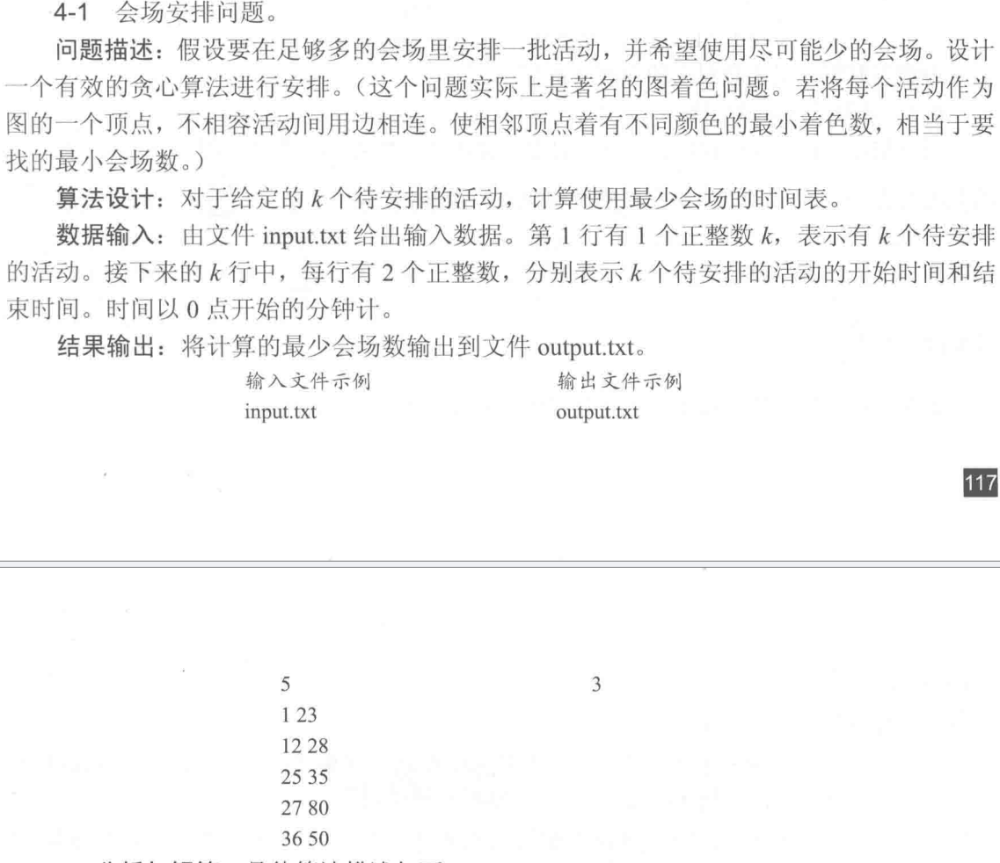 4-1 会场安排问题。
问题描述：假设要在足够多的会场里安排一批活动，并希望使用尽可能少的会场。设计
一个有效的贪心算法进行安排。（这个问题实际上是著名的图着色问题。若将每个活动作为
图的一个顶点，不相容活动间用边相连。使相邻顶点着有不同颜色的最小着色数，相当于要
找的最小会场数。）
算法设计：对于给定的 k 个待安排的活动，计算使用最少会场的时间表。
数据输入：由文件 input.txt 给出输入数据。第 1 行有 1 个正整数 k，表示有 k 个待安排
的活动。接下来的 k 行中，每行有 2 个正整数，分别表示 k 个待安排的活动的开始时间和结
束时间。时间以 0 点开始的分钟计。
结果输出：将计算的最少会场数输出到文件 output.txt。
输入文件示例 输出文件示例
input.txt output.txt
117
5 3
1 23
12 28
25 35
27 80
36 50